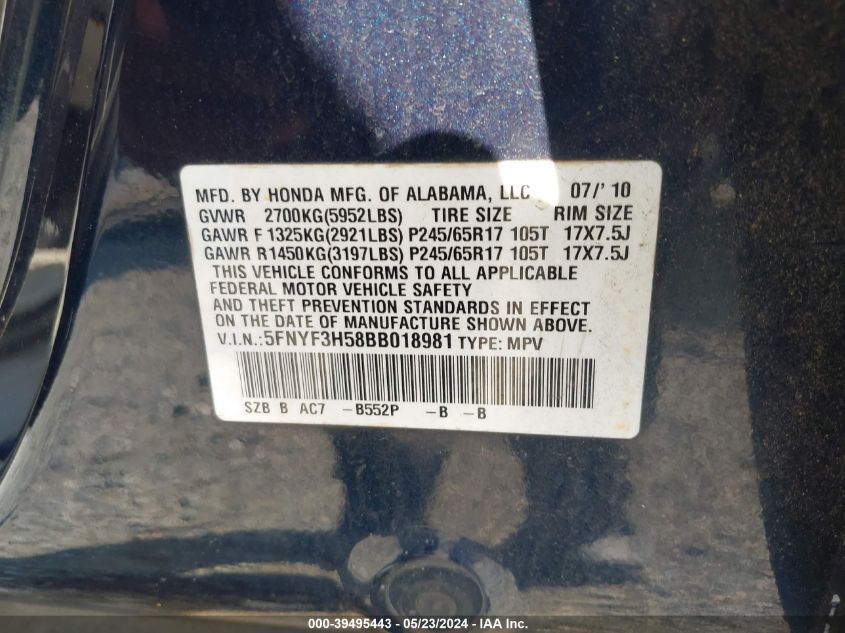 MFD. BY HONDA MFG. OF ALABAMA, LLC 07/'10
GVWR 2700KG(5952LBS) TIRE SIZE RIM SIZE
GAWR F 1325KG(2921LBS) P245/65R17 105T 17X7.5J
GAWR R1450KG(3197LBS) P245/65R17 105T 17X7.5J
THIS VEHICLE CONFORMS TO ALL APPLICABLE
FEDERAL MOTOR VEHICLE SAFETY
AND THEFT PREVENTION STANDARDS IN EFFECT
ON THE DATE OF MANUFACTURE SHOWN ABOVE.
V.I.N.:5FNYF3H58BB018981 TYPE: MPV
SZB B AC7 -B552P -B -B
000-39495443 - 05/23/2024 - IAA Inc.